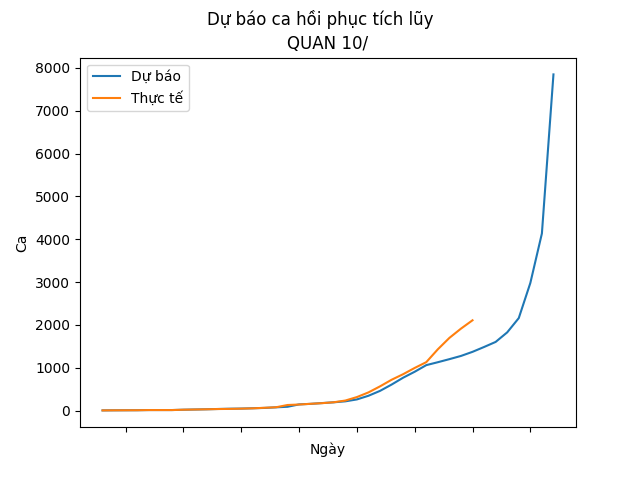 Dự báo ca hồi phục tích lũy
QUAN 10/
Dự báo
Thực tế
8000
7000
6000
5000
4000
3000
2000
1000
0
Ca
Ngày